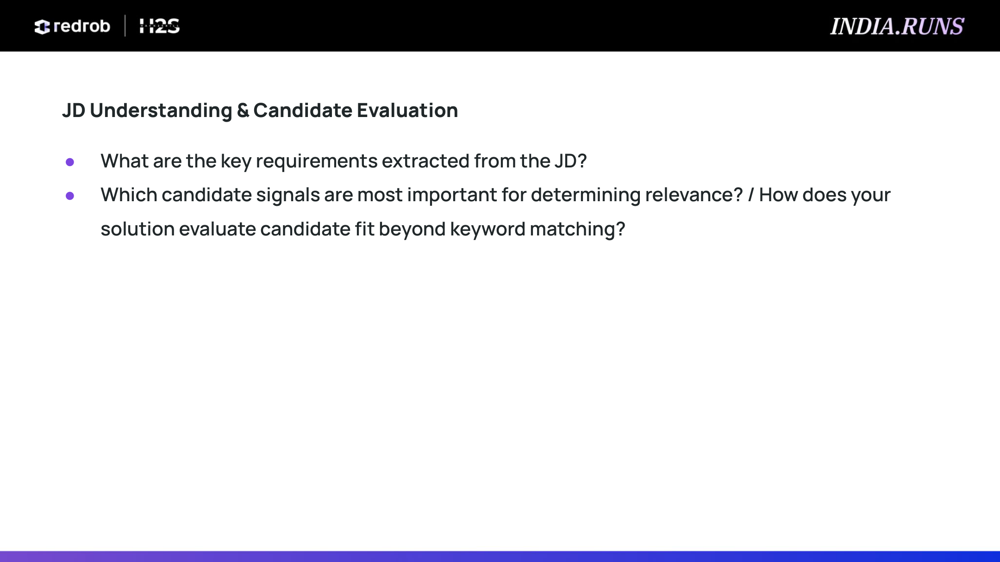 redrob
H2S
HACK2SKILL
INDIA.RUNS
JD Understanding & Candidate Evaluation
● What are the key requirements extracted from the JD?
● Which candidate signals are most important for determining relevance? / How does your
solution evaluate candidate fit beyond keyword matching?